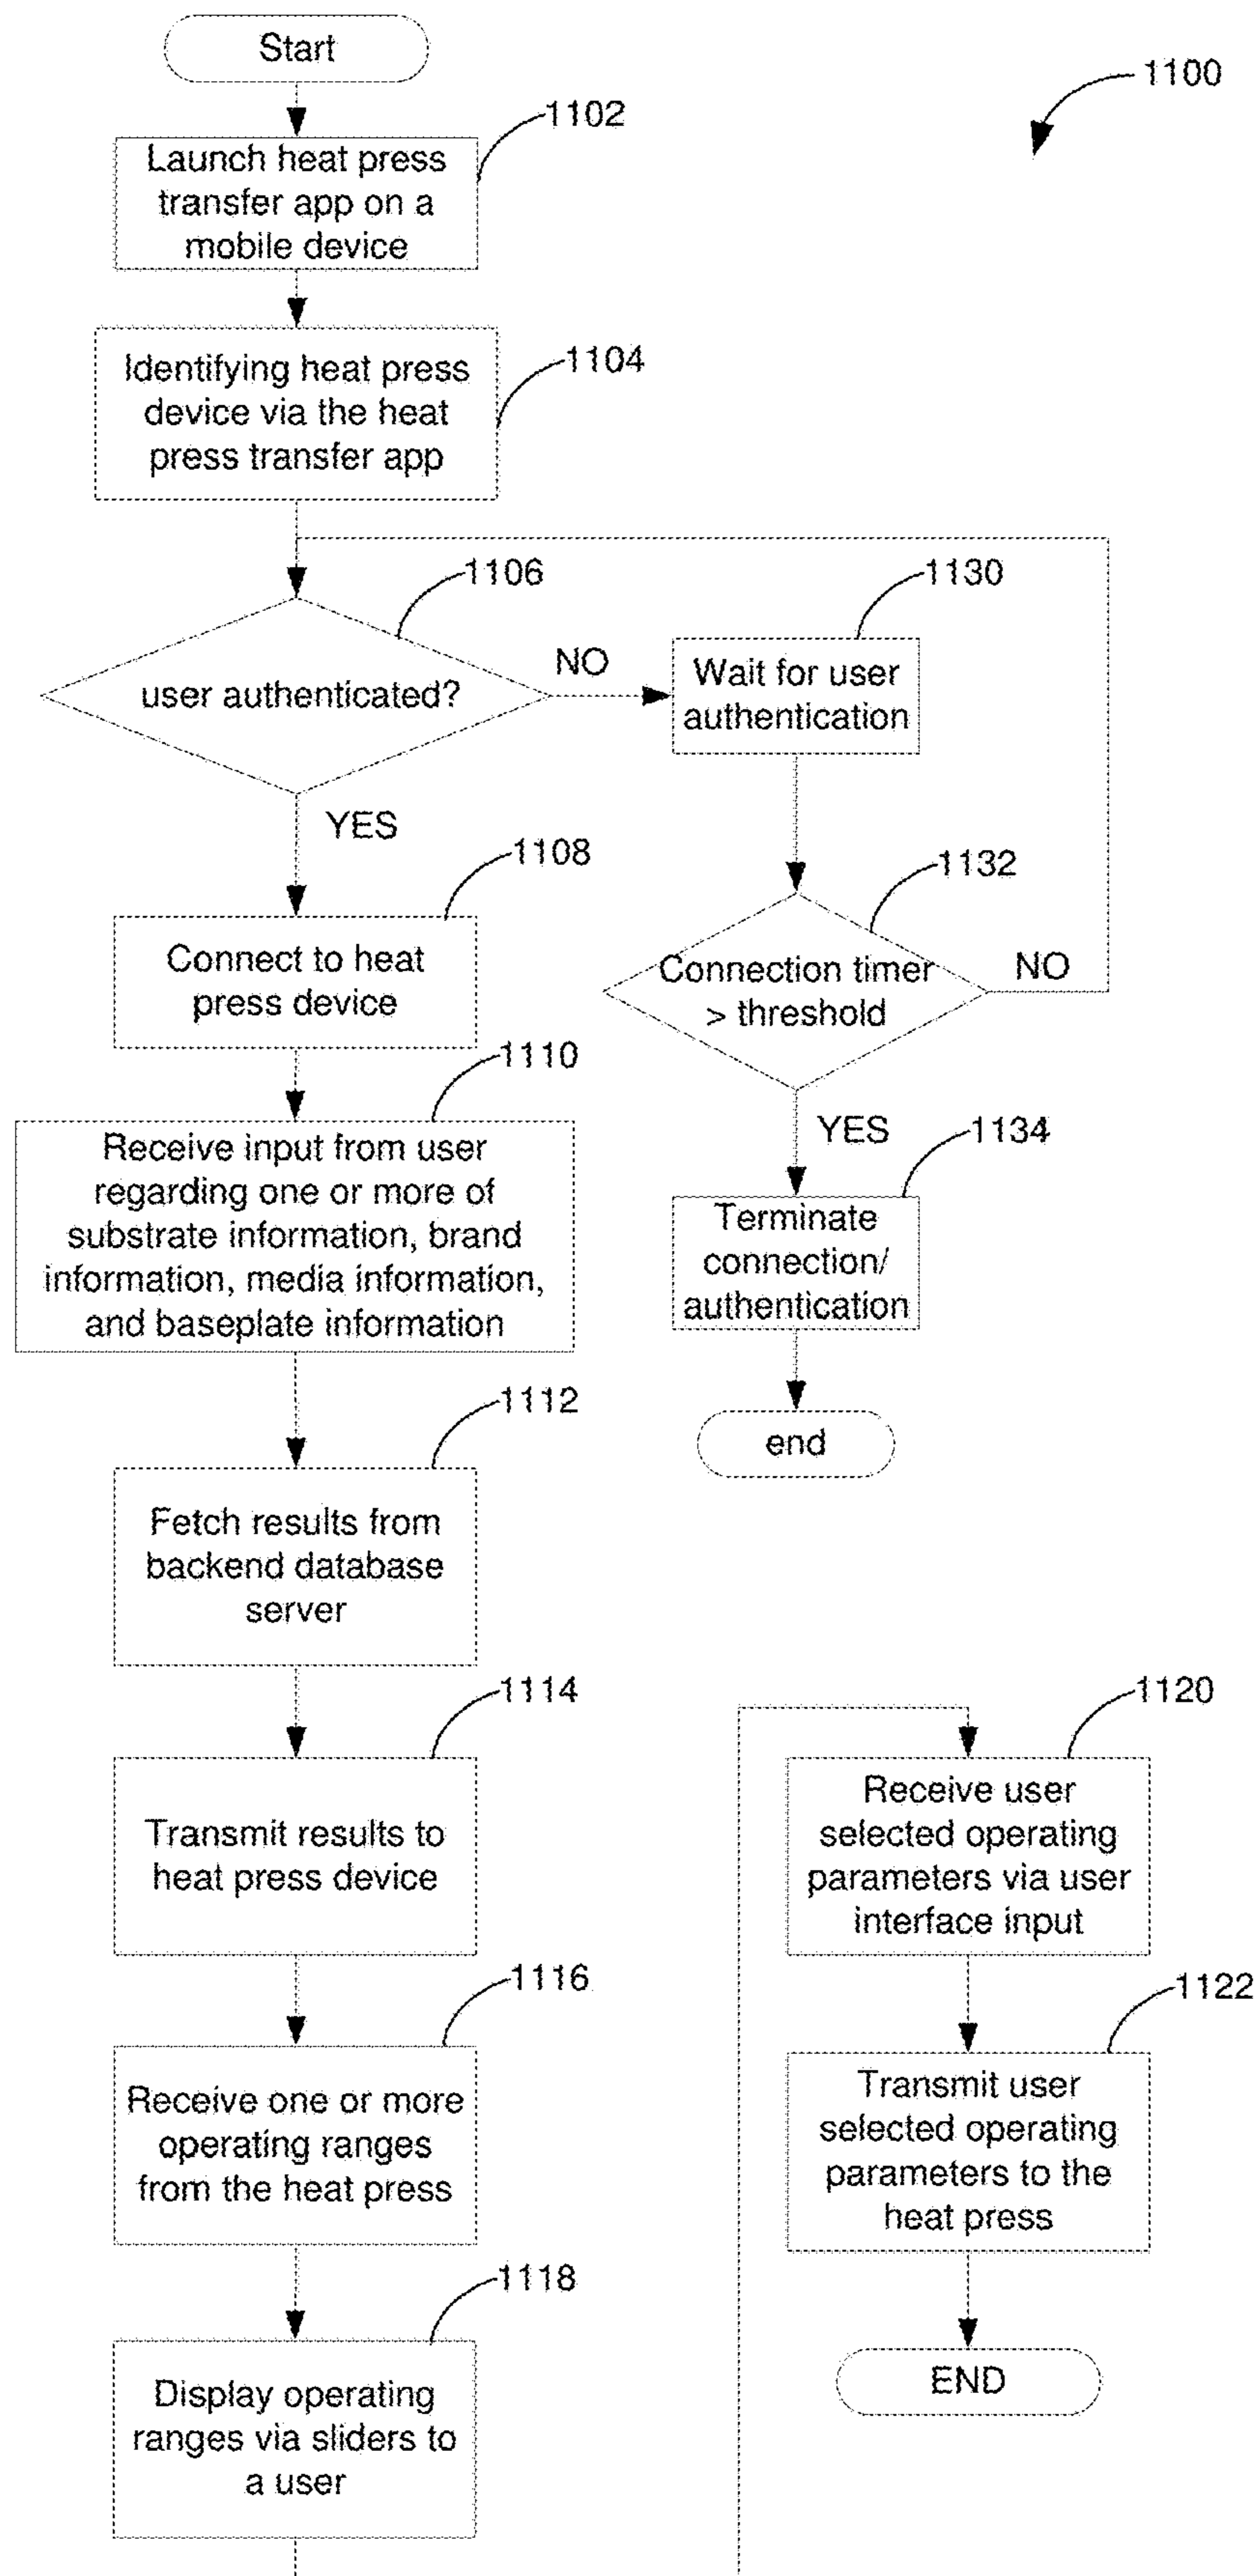 Start
1100
1102
Launch heat press
transfer app on a
mobile device
1104
Identifying heat press
device via the heat
press transfer app
1106
user authenticated?
NO
1130
Wait for user
authentication
YES
1108
Connect to heat
press device
1132
Connection timer
> threshold
NO
YES
1134
Terminate
connection/
authentication
end
1110
Receive input from user
regarding one or more of
substrate information, brand
information, media information,
and baseplate information
1112
Fetch results from
backend database
server
1114
Transmit results to
heat press device
1116
Receive one or more
operating ranges
from the heat press
1118
Display operating
ranges via sliders to
a user
1120
Receive user
selected operating
parameters via user
interface input
1122
Transmit user
selected operating
parameters to the
heat press
END